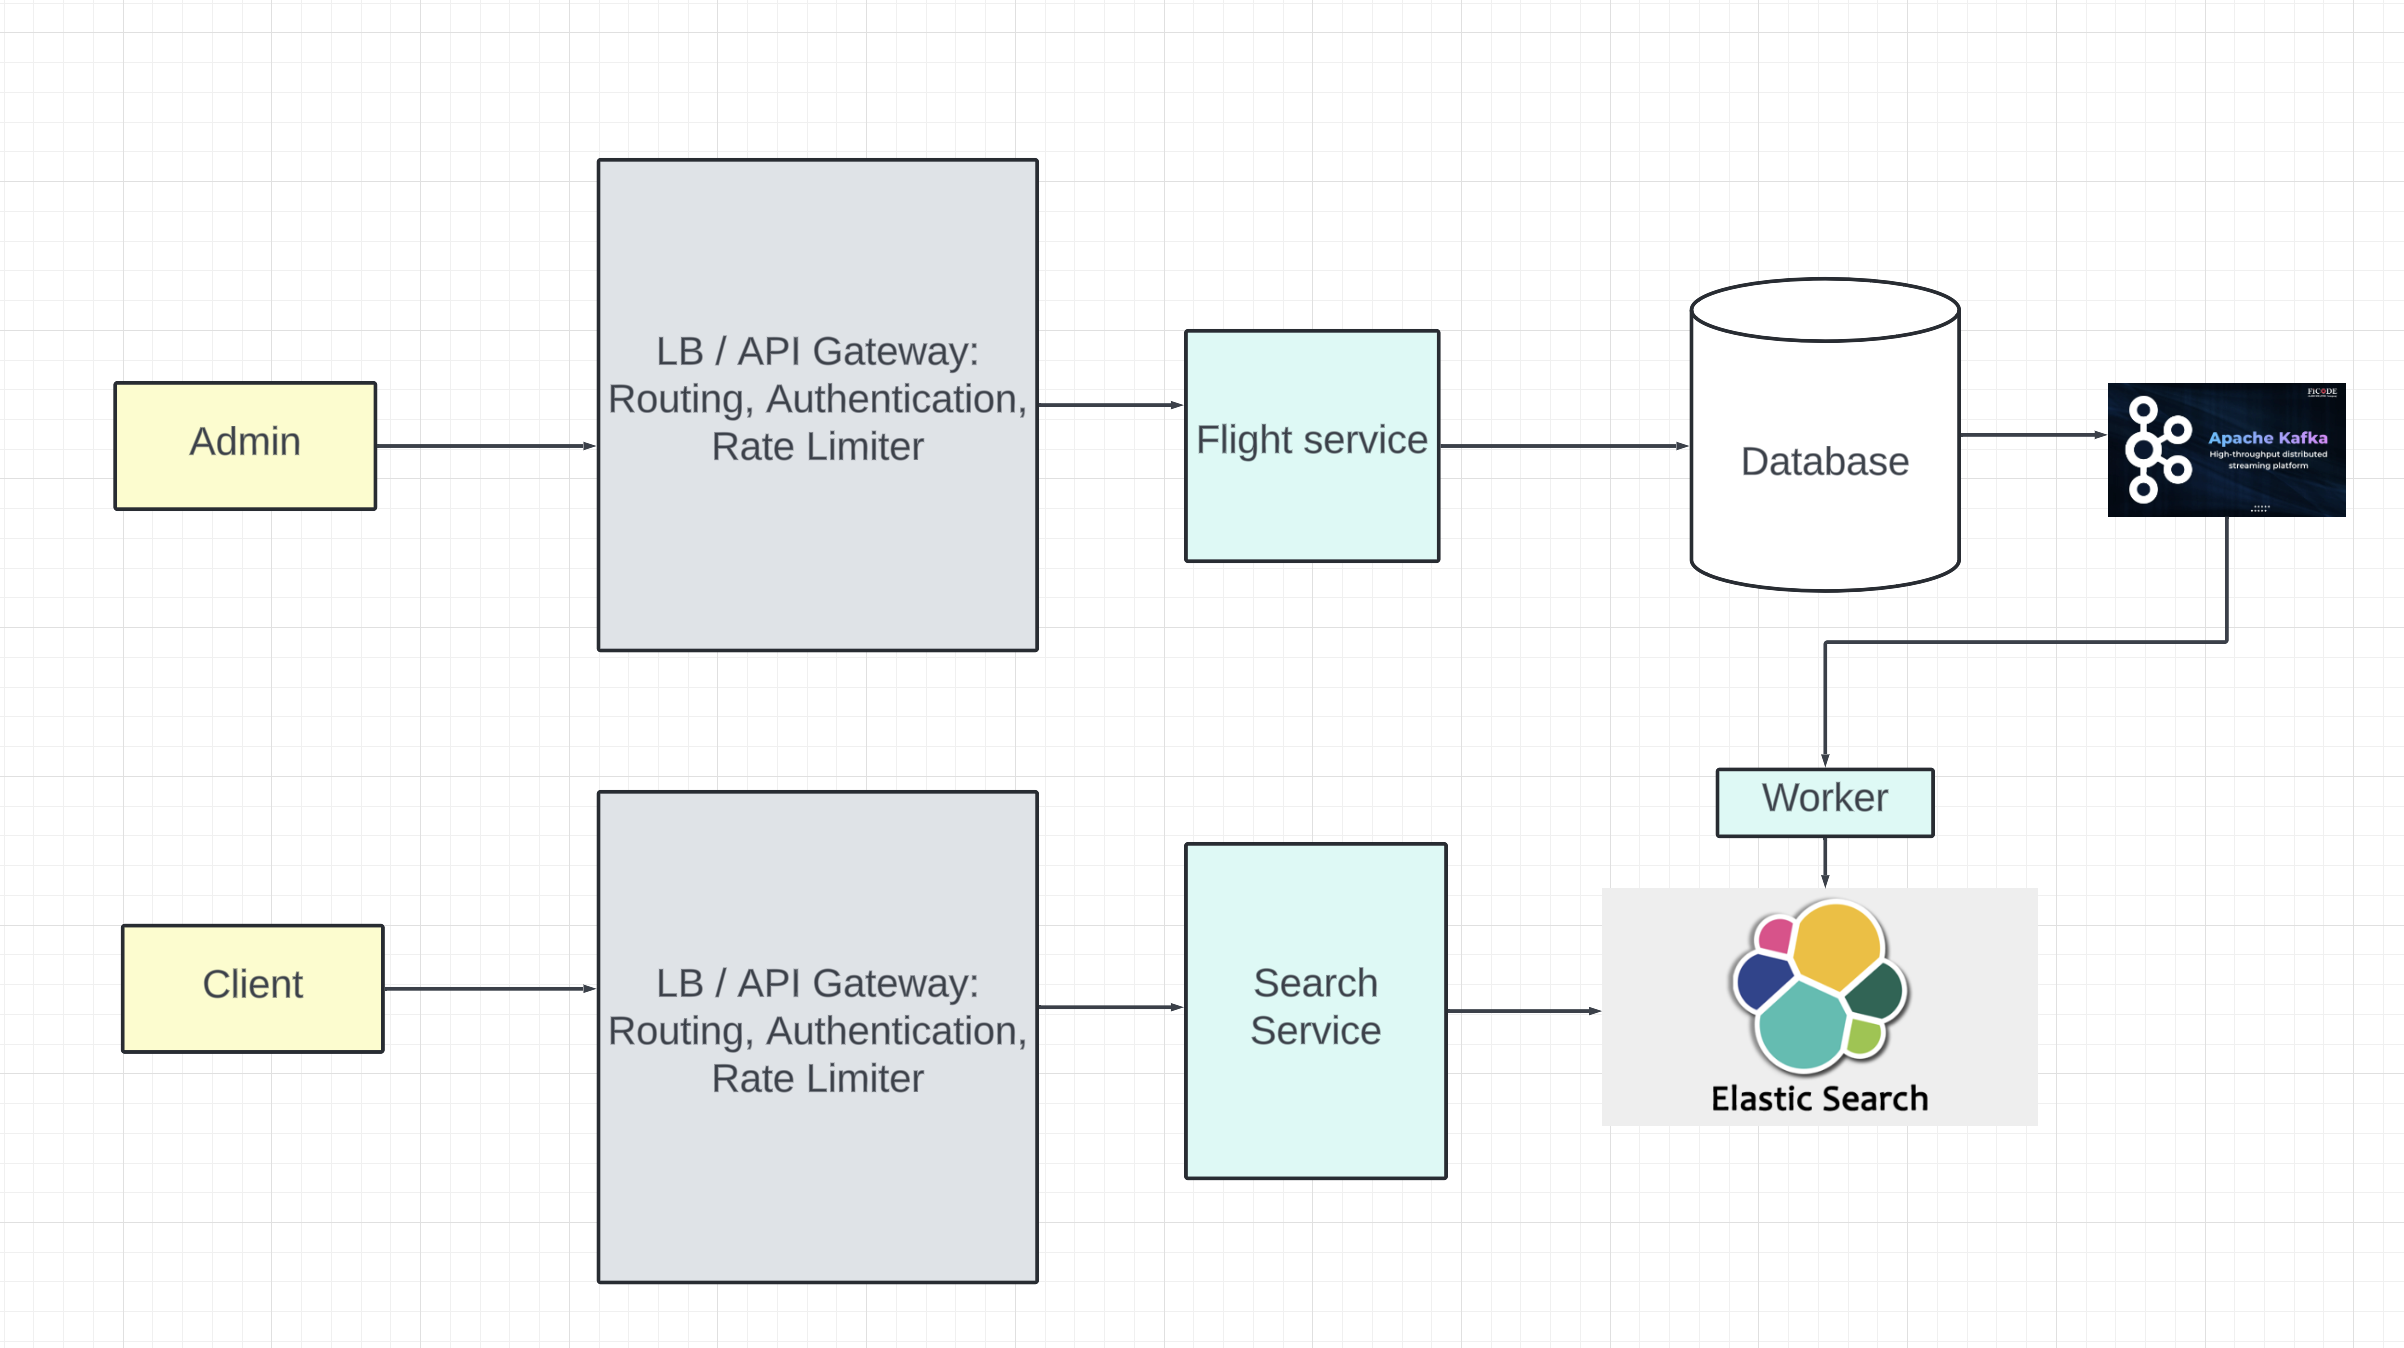 LB / API Gateway:
Routing, Authentication,
Rate Limiter
Admin
Flight service
Database
FiCODE
Apache Kafka
High-throughput distributed
streaming platform
Worker
Client
LB / API Gateway:
Routing, Authentication,
Rate Limiter
Search
Service
Elastic Search